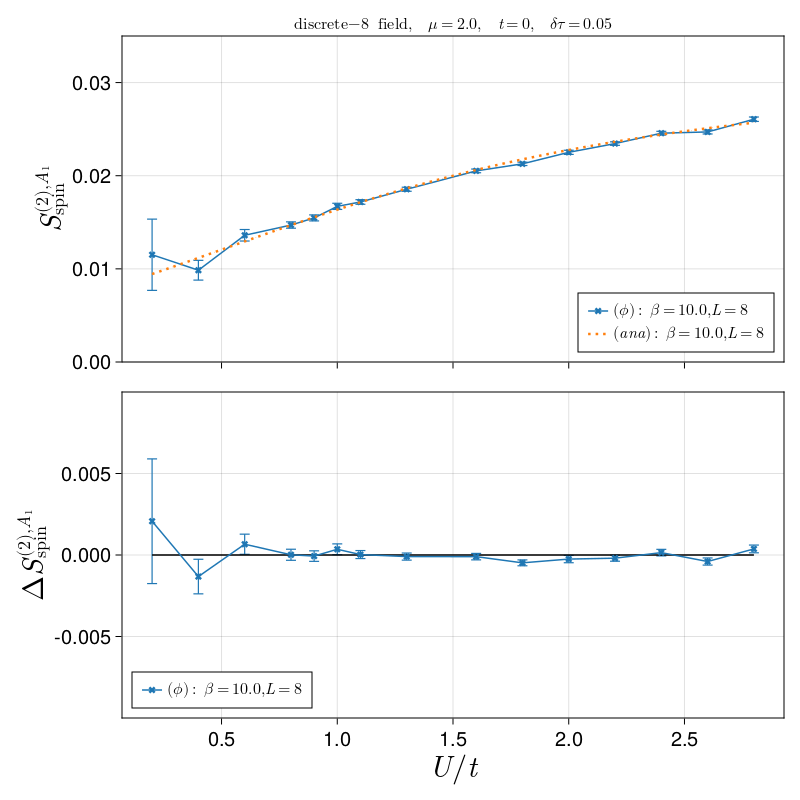 discrete−8 field, μ = 2.0, t = 0, δτ = 0.05
0.03
0.02
0.01
0.00
S_spin^{(2),A_1}
(ϕ) : β = 10.0, L = 8
(ana) : β = 10.0, L = 8
0.005
0.000
-0.005
ΔS_spin^{(2),A_1}
(ϕ) : β = 10.0, L = 8
0.5 1.0 1.5 2.0 2.5
U/t